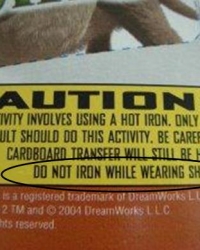 AUTION
IVITY INVOLVES USING A HOT IRON. ONLY
ULT SHOULD DO THIS ACTIVITY. BE CAREF
CARDBOARD TRANSFER WILL STILL BE H
DO NOT IRON WHILE WEARING SH
is a registered trademark of DreamWorks L.L.
2 TM and © 2004 DreamWorks L.L.C.
hts reserved.